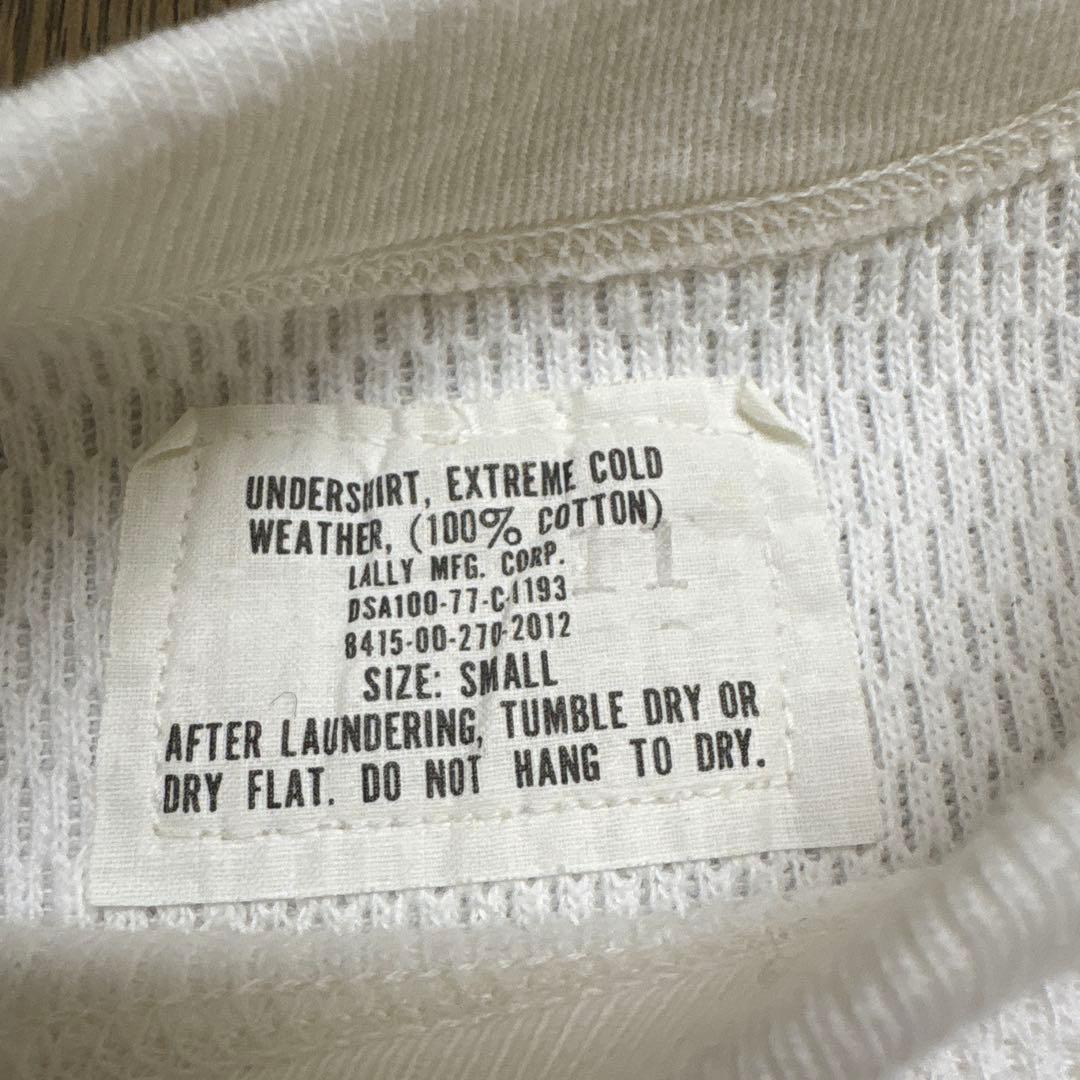 UNDERSHIRT, EXTREME COLD
WEATHER, (100% COTTON)
LALLY MFG. CORP.
DSA100-77-C-1193
8415-00-270-2012
SIZE: SMALL
AFTER LAUNDERING, TUMBLE DRY OR
DRY FLAT. DO NOT HANG TO DRY.